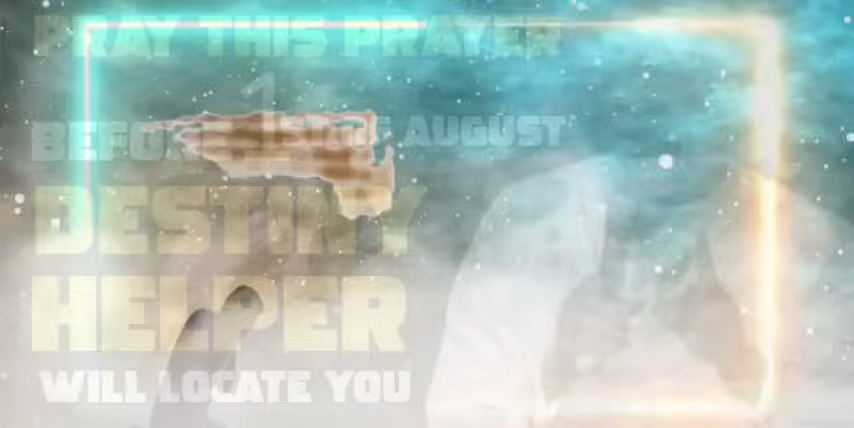 PRAY THIS PRAYER
BEFORE AUGUST
DESTINY
HELPER
WILL LOCATE YOU